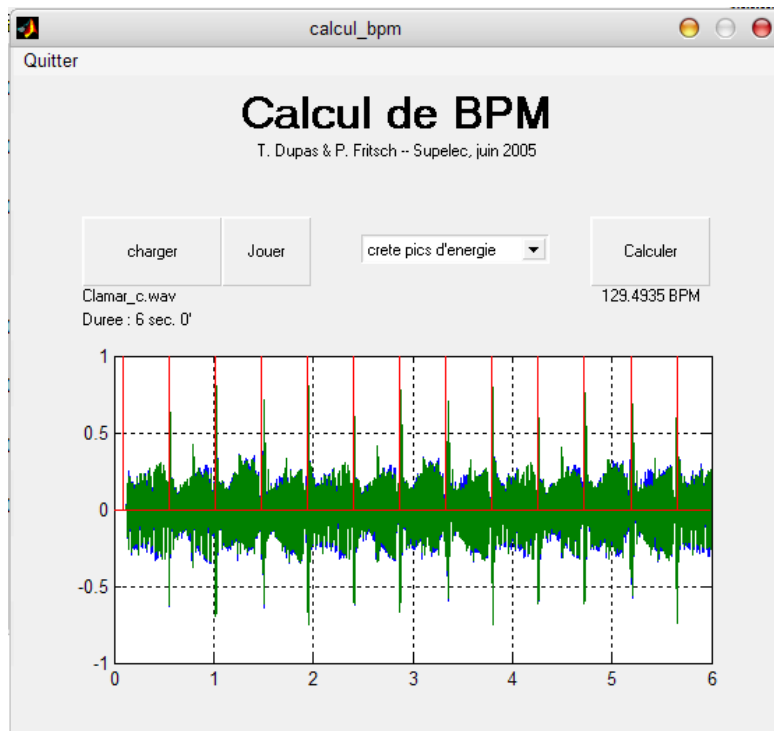 calcul_bpm
Quitter
Calcul de BPM
T. Dupas & P. Fritsch -- Supelec, juin 2005
charger Jouer crete pics d'energie Calculer
Clamar_c.wav 129.4935 BPM
Duree : 6 sec. 0'
1
0.5
0
-0.5
-1
0 1 2 3 4 5 6